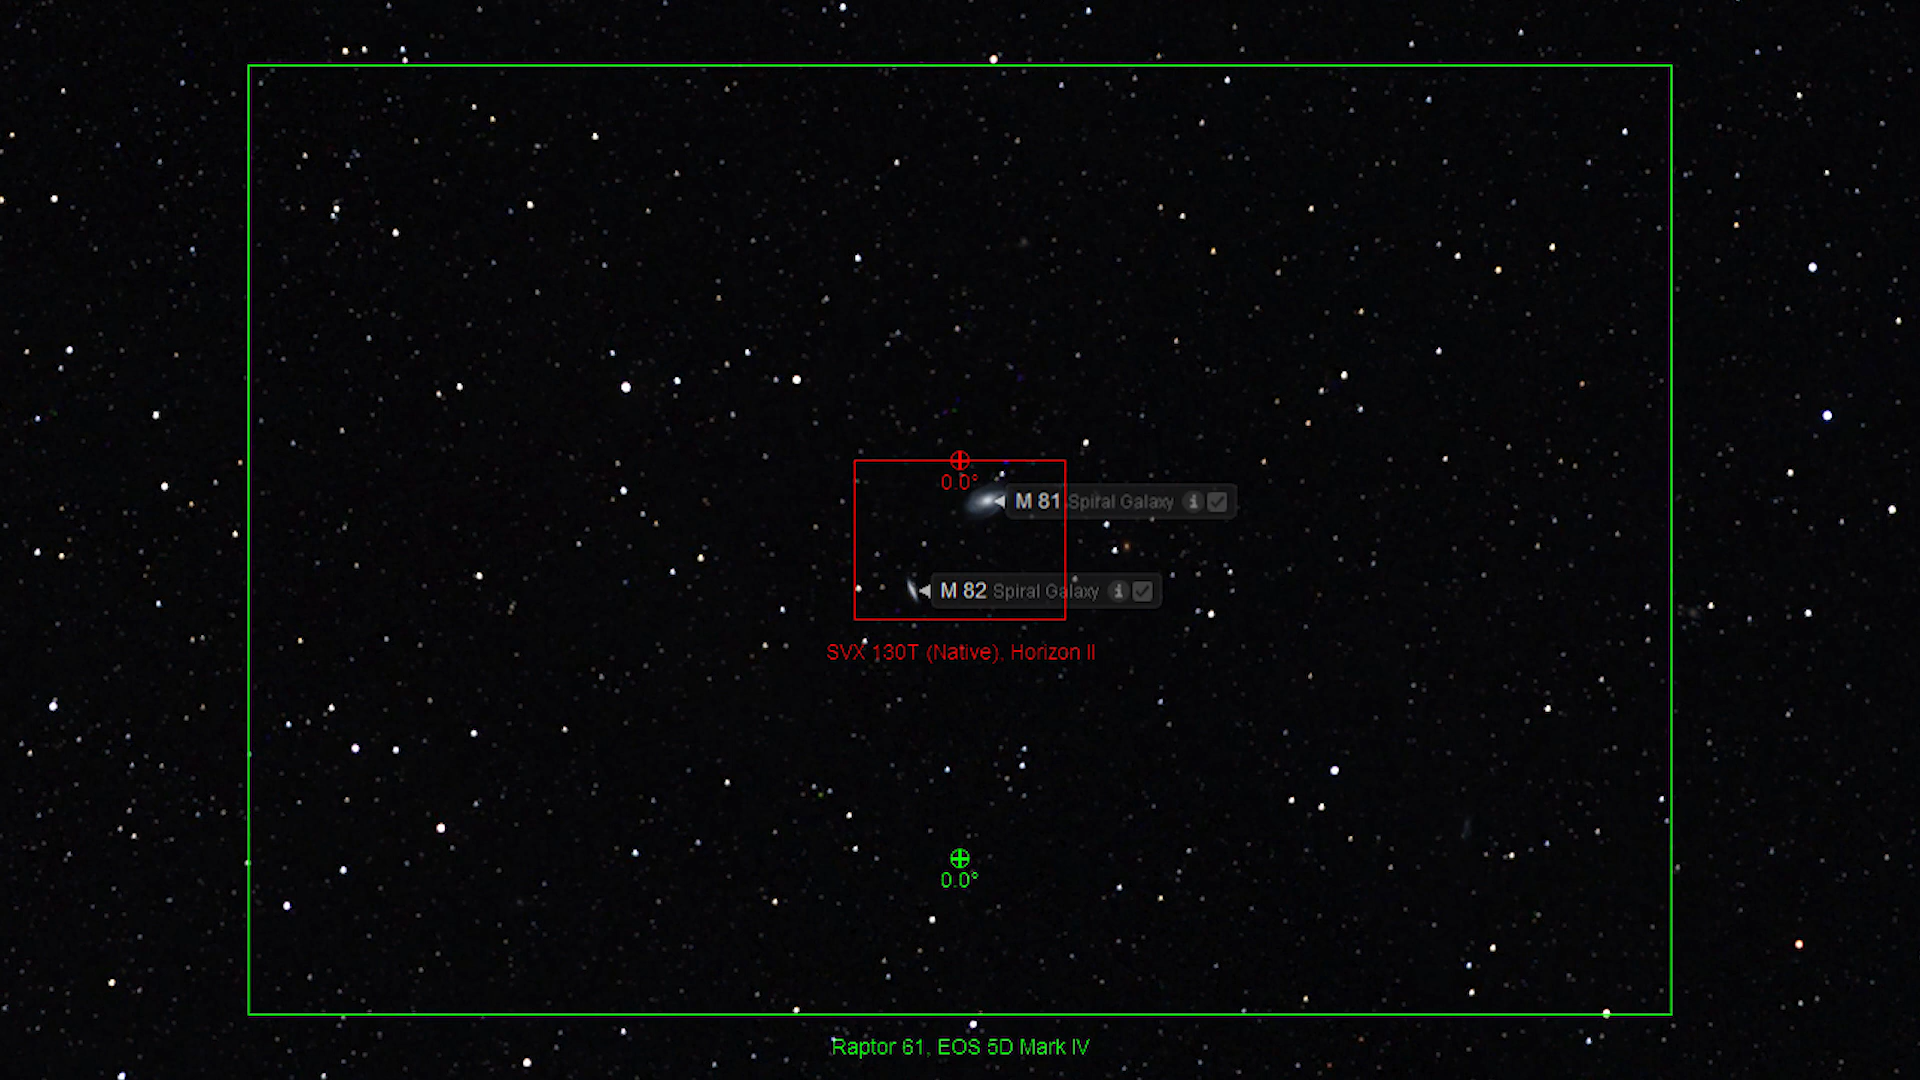 0.0°
M 81 Spiral Galaxy
M 82 Spiral Galaxy
SVX 130T (Native), Horizon II
0.0°
Raptor 61, EOS 5D Mark IV